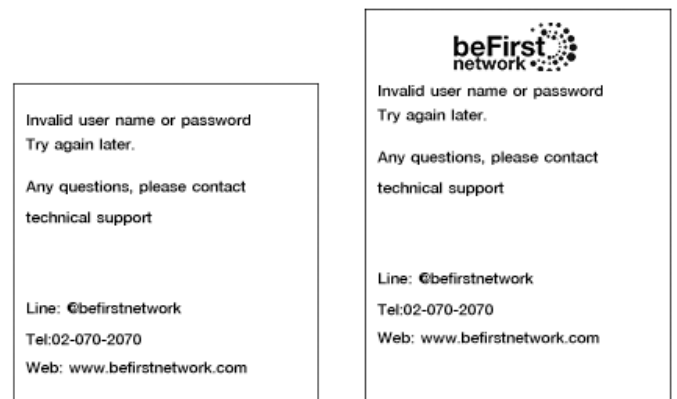 Invalid user name or password
Try again later.
Any questions, please contact
technical support
Line: @befirstnetwork
Tel:02-070-2070
Web: www.befirstnetwork.com
beFirst
network
Invalid user name or password
Try again later.
Any questions, please contact
technical support
Line: @befirstnetwork
Tel:02-070-2070
Web: www.befirstnetwork.com